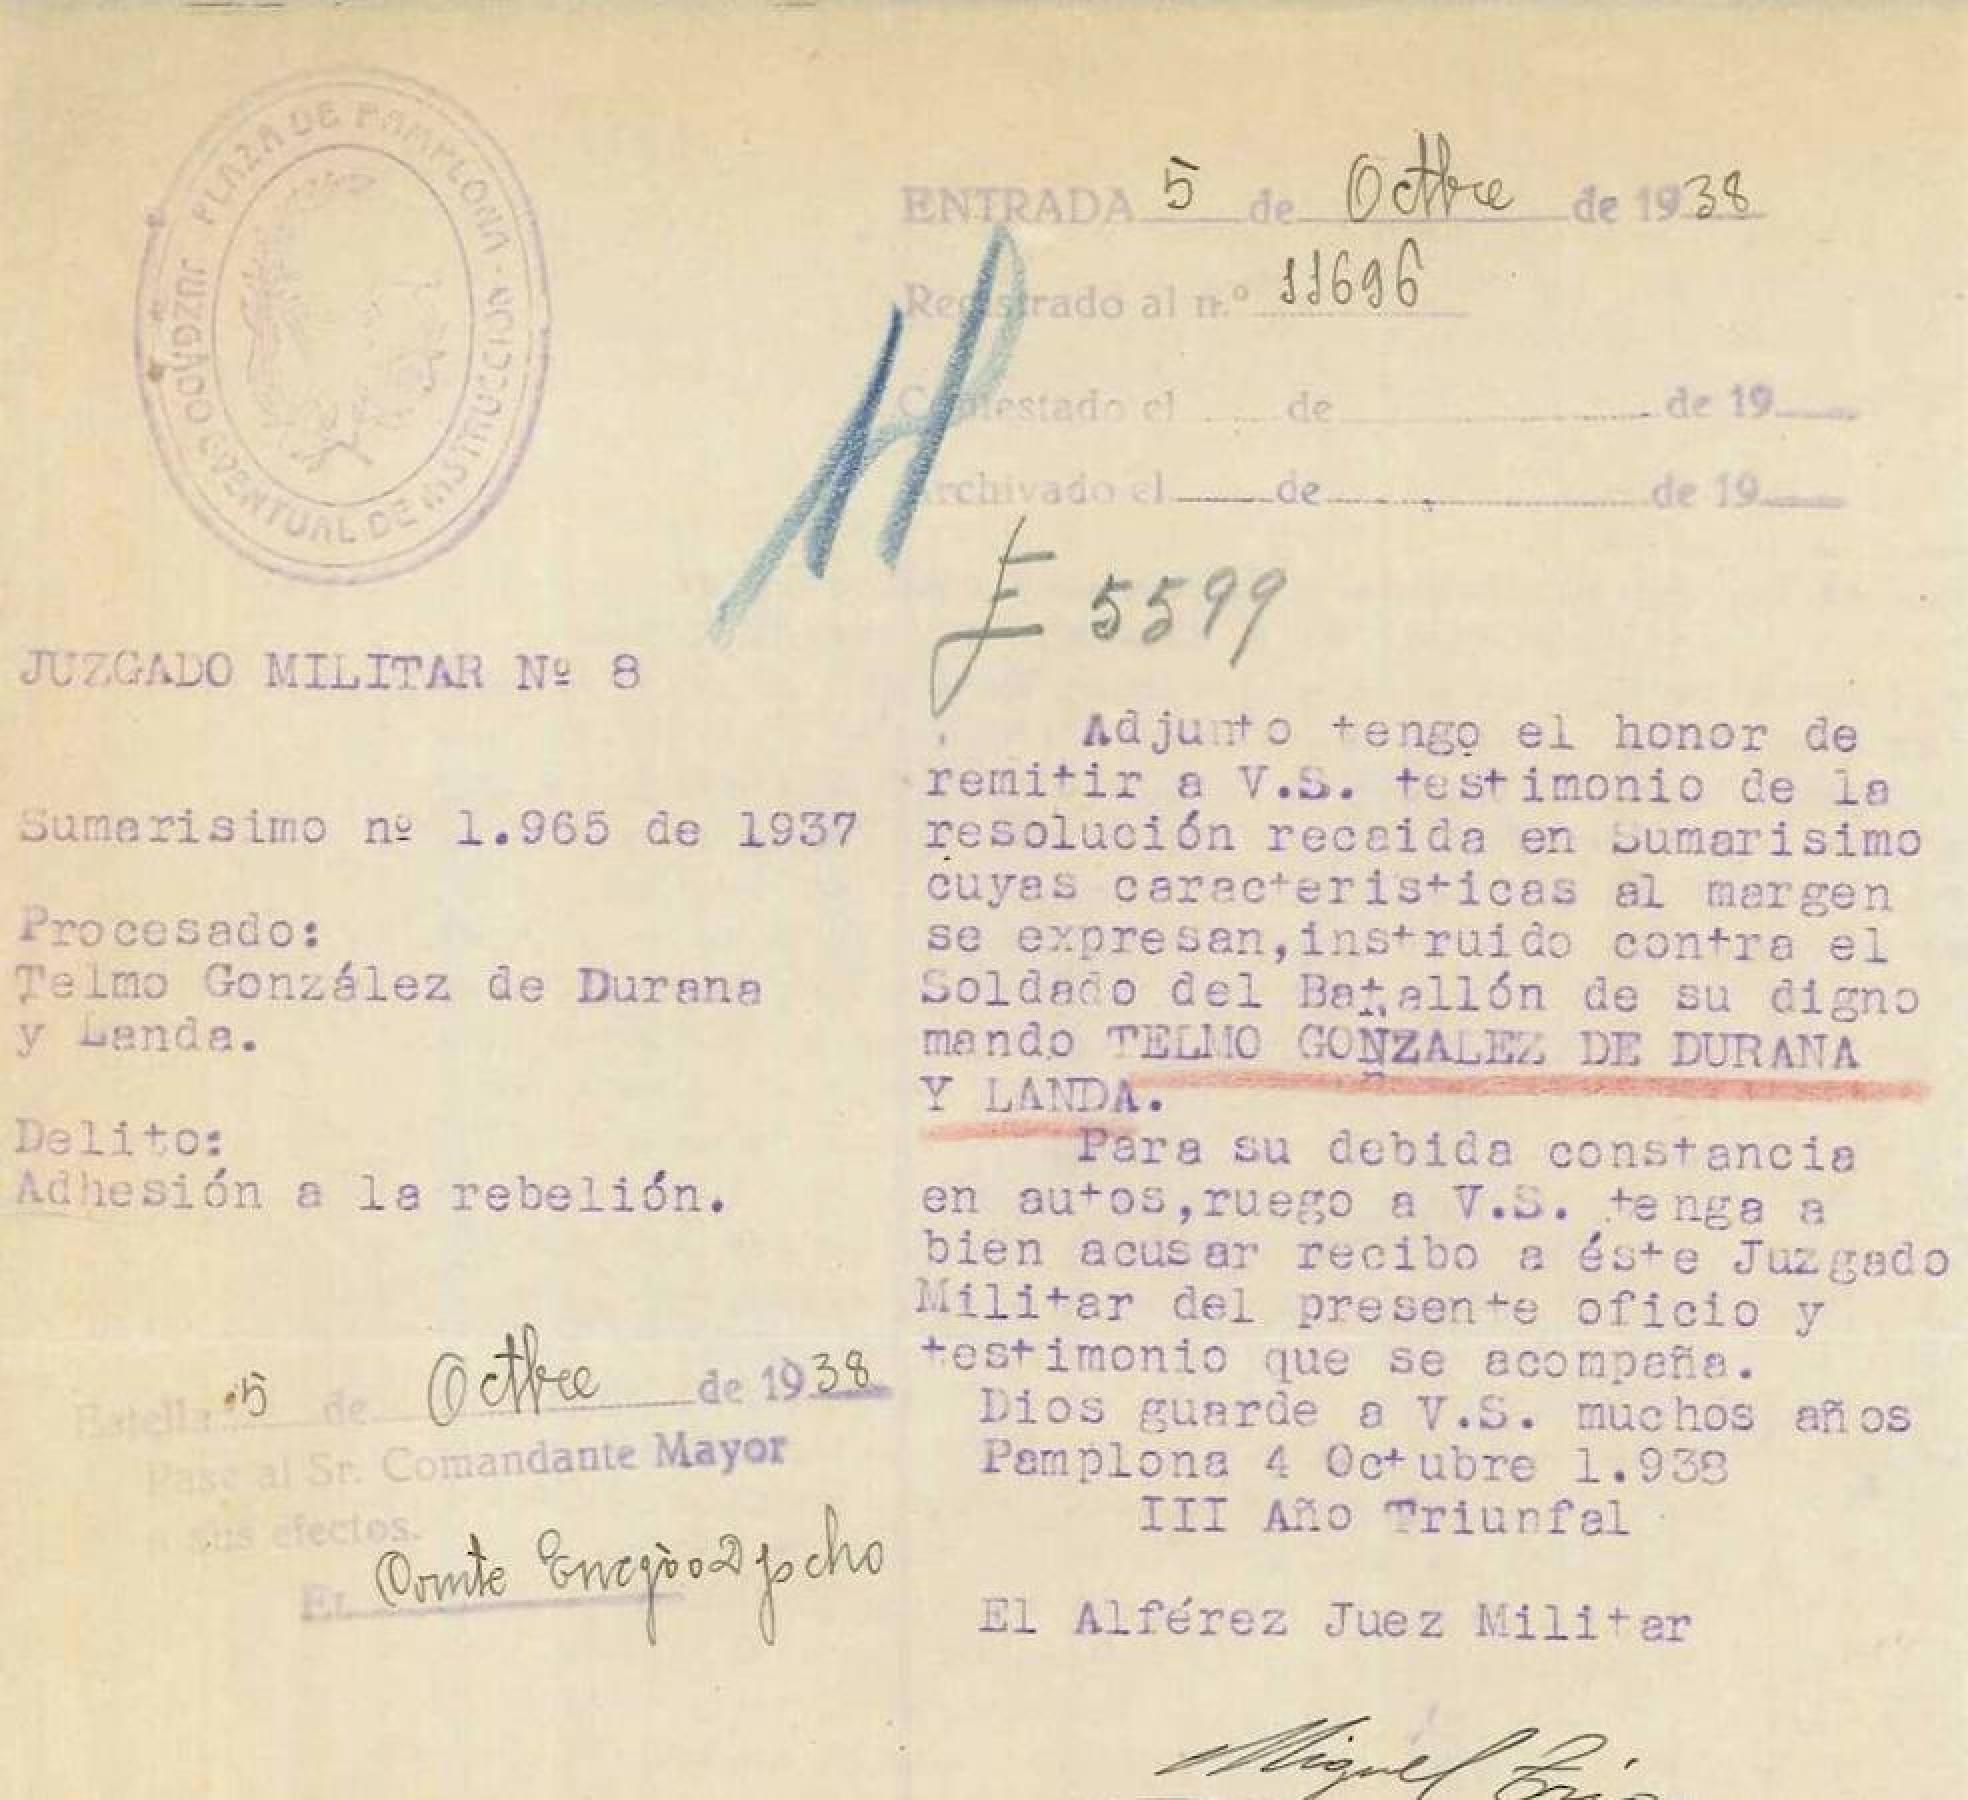 JUZGADO EVENTUAL DE INSTRUCCION - PLAZA DE PAMPLONA
ENTRADA 5 de Octbre de 1938
Registrado al n.º 11696
Contestado el de de 19
Archivado el de de 19
E 5599
JUZGADO MILITAR Nº 8
Sumarisimo nº 1.965 de 1937
Procesado:
Telmo González de Durana
y Landa.
Delito:
Adhesión a la rebelión.
Adjunto tengo el honor de
remitir a V.S. testimonio de la
resolución recaida en Sumarisimo
cuyas caracteristicas al margen
se expresan,instruido contra el
Soldado del Batallón de su digno
mando TELMO GOÑZALEZ DE DURANA
Y LANDA.
Para su debida constancia
en autos,ruego a V.S. tenga a
bien acusar recibo a éste Juzgado
Militar del presente oficio y
testimonio que se acompaña.
Dios guarde a V.S. muchos años
Pamplona 4 Octubre 1.938
III Año Triunfal
El Alférez Juez Militar
Miguel
Estella 5 de Octbre de 1938
Pase al Sr. Comandante Mayor
a sus efectos.
EL Comte